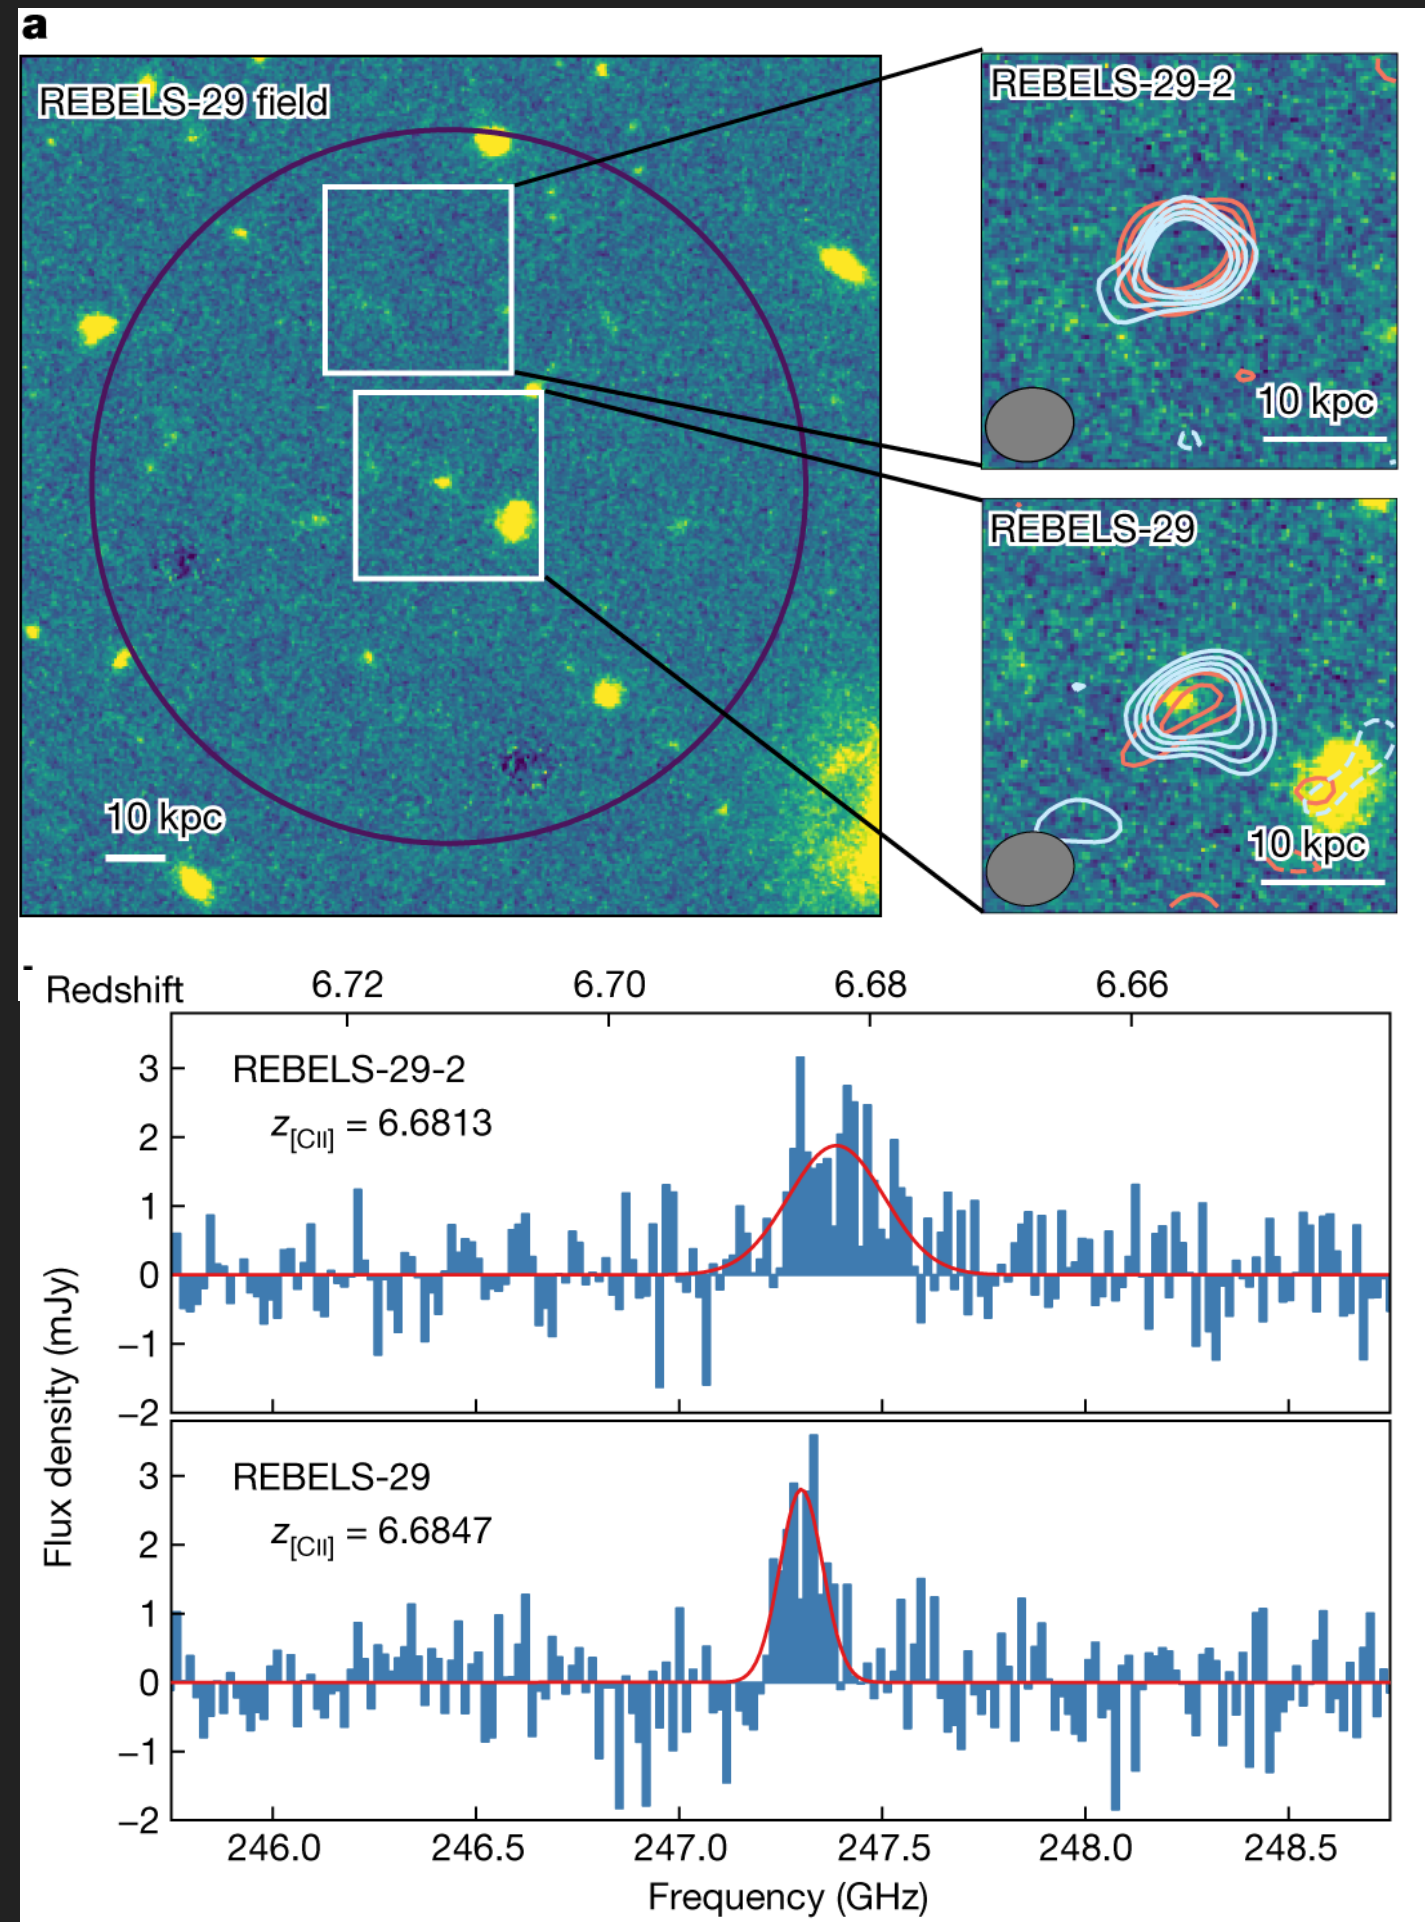 a
REBELS-29 field
10 kpc
REBELS-29-2
10 kpc
REBELS-29
10 kpc
Redshift
6.72 6.70 6.68 6.66
REBELS-29-2
z[CII] = 6.6813
3
2
1
0
−1
−2
Flux density (mJy)
REBELS-29
z[CII] = 6.6847
3
2
1
0
−1
−2
246.0 246.5 247.0 247.5 248.0 248.5
Frequency (GHz)